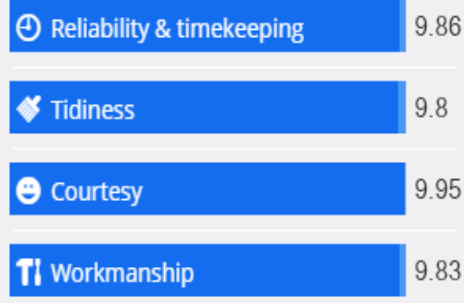 Reliability & timekeeping 9.86
Tidiness 9.8
Courtesy 9.95
Workmanship 9.83